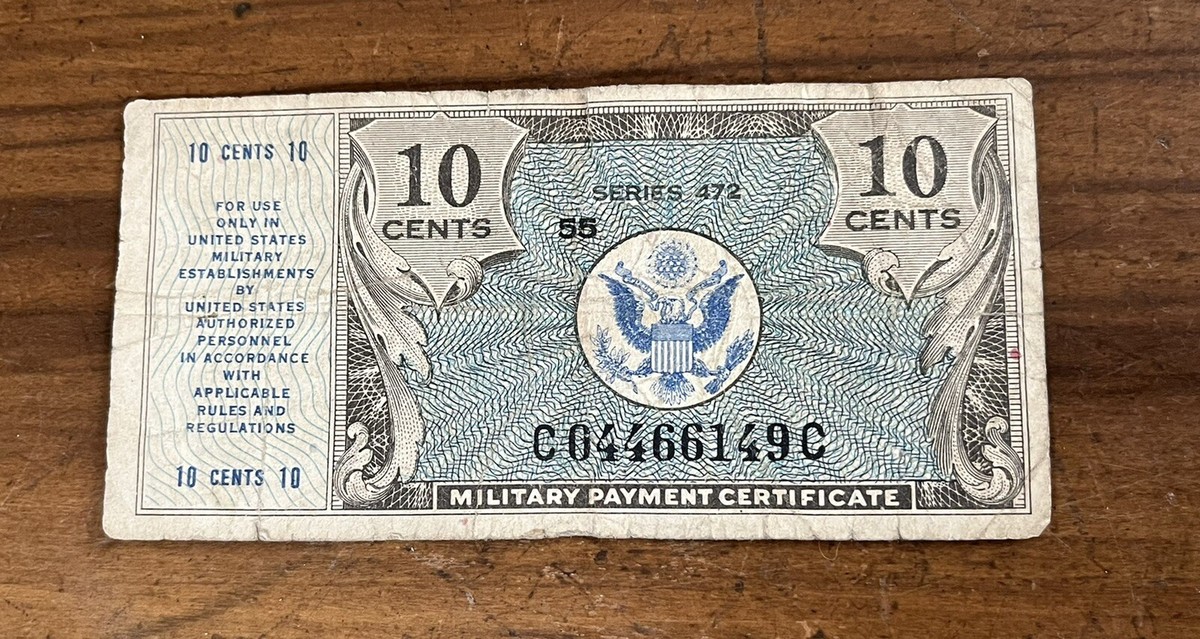 10 CENTS 10
FOR USE
ONLY IN
UNITED STATES
MILITARY
ESTABLISHMENTS
BY
UNITED STATES
AUTHORIZED
PERSONNEL
IN ACCORDANCE
WITH
APPLICABLE
RULES AND
REGULATIONS
10 CENTS 10
10
CENTS
SERIES 472
55
10
CENTS
C04466149C
MILITARY PAYMENT CERTIFICATE